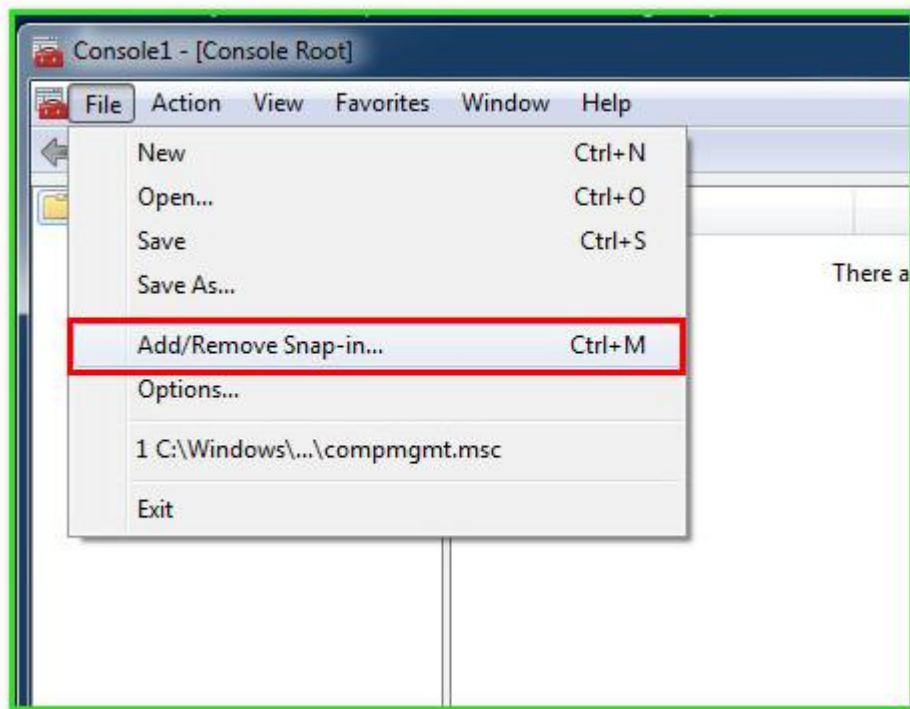 Console1 - [Console Root]
File Action View Favorites Window Help
New Ctrl+N
Open... Ctrl+O
Save Ctrl+S
Save As...
There a
Add/Remove Snap-in... Ctrl+M
Options...
1 C:\Windows\...\compmgmt.msc
Exit